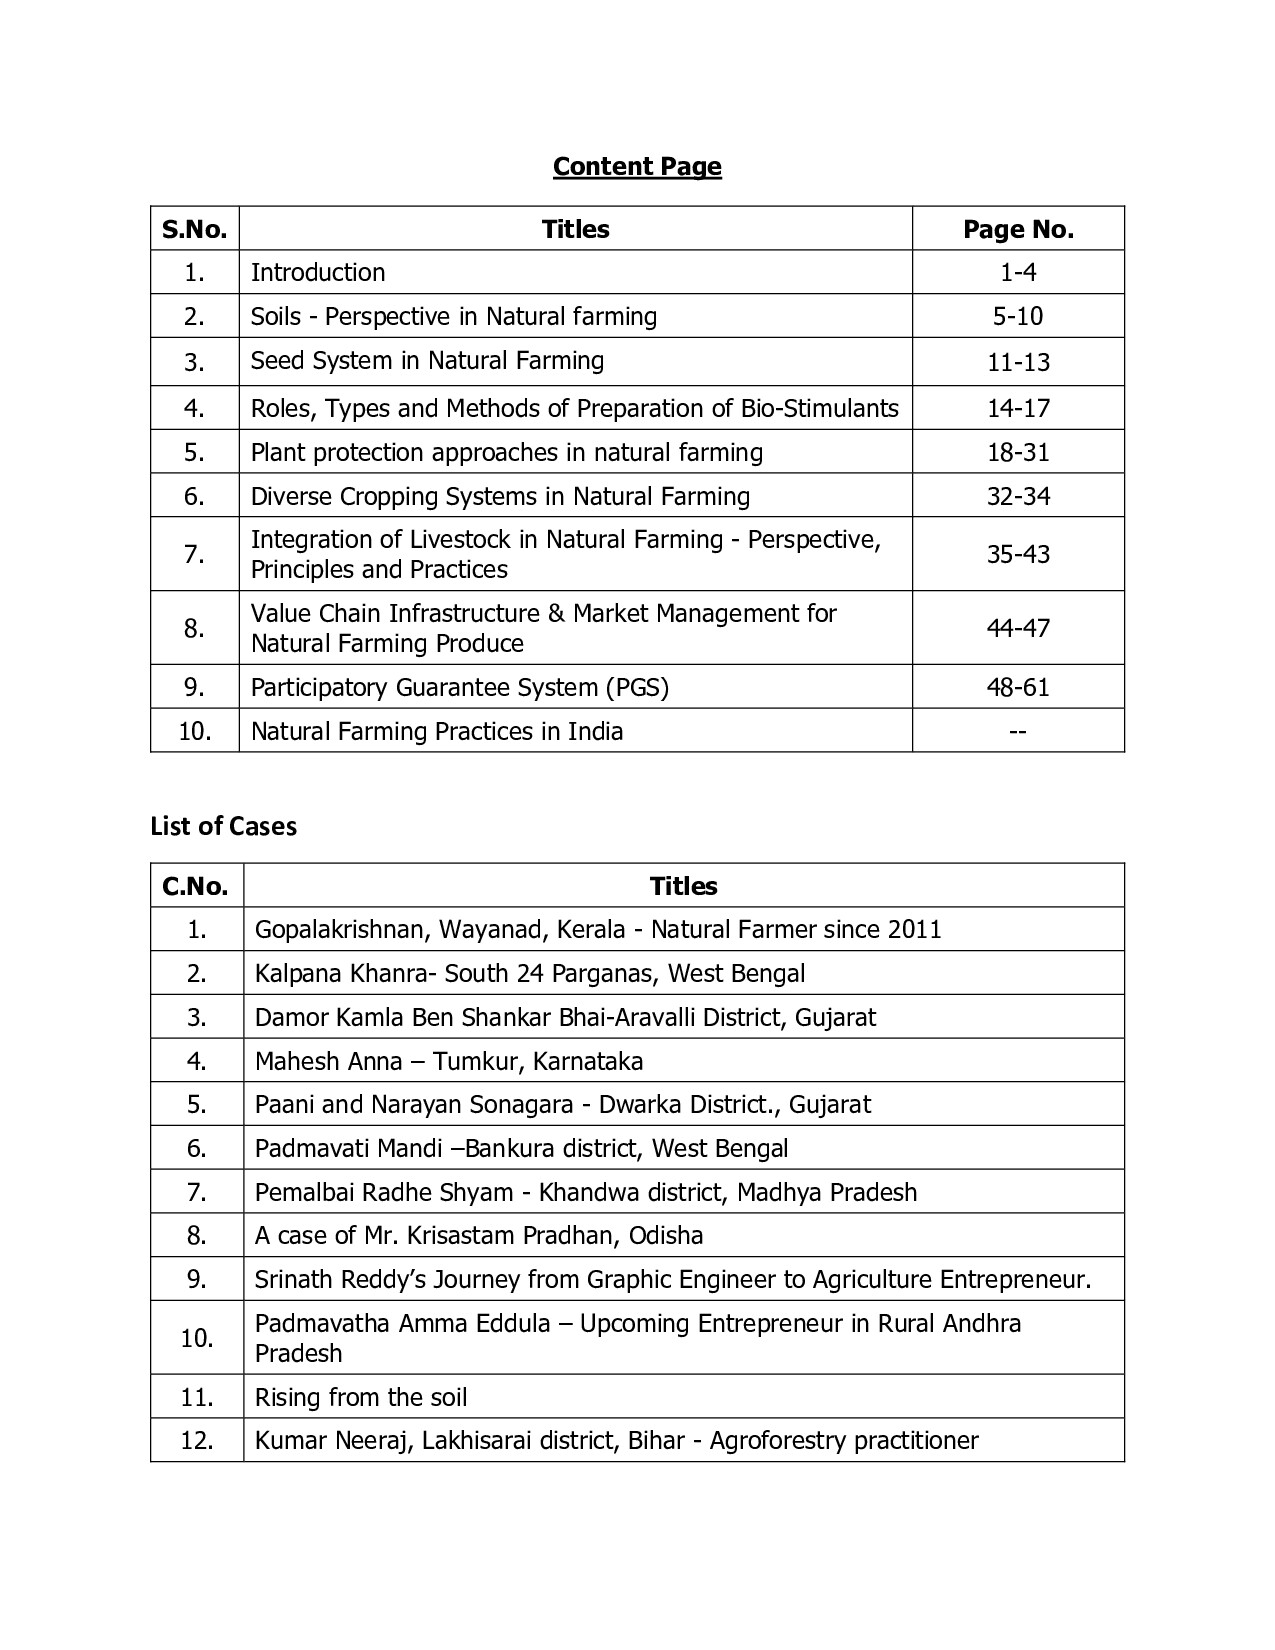 Content Page
S.No. Titles Page No.
1. Introduction 1-4
2. Soils - Perspective in Natural farming 5-10
3. Seed System in Natural Farming 11-13
4. Roles, Types and Methods of Preparation of Bio-Stimulants 14-17
5. Plant protection approaches in natural farming 18-31
6. Diverse Cropping Systems in Natural Farming 32-34
7. Integration of Livestock in Natural Farming - Perspective,
Principles and Practices 35-43
8. Value Chain Infrastructure & Market Management for
Natural Farming Produce 44-47
9. Participatory Guarantee System (PGS) 48-61
10. Natural Farming Practices in India --
List of Cases
C.No. Titles
1. Gopalakrishnan, Wayanad, Kerala - Natural Farmer since 2011
2. Kalpana Khanra- South 24 Parganas, West Bengal
3. Damor Kamla Ben Shankar Bhai-Aravalli District, Gujarat
4. Mahesh Anna – Tumkur, Karnataka
5. Paani and Narayan Sonagara - Dwarka District., Gujarat
6. Padmavati Mandi –Bankura district, West Bengal
7. Pemalbai Radhe Shyam - Khandwa district, Madhya Pradesh
8. A case of Mr. Krisastam Pradhan, Odisha
9. Srinath Reddy’s Journey from Graphic Engineer to Agriculture Entrepreneur.
10. Padmavatha Amma Eddula – Upcoming Entrepreneur in Rural Andhra
Pradesh
11. Rising from the soil
12. Kumar Neeraj, Lakhisarai district, Bihar - Agroforestry practitioner